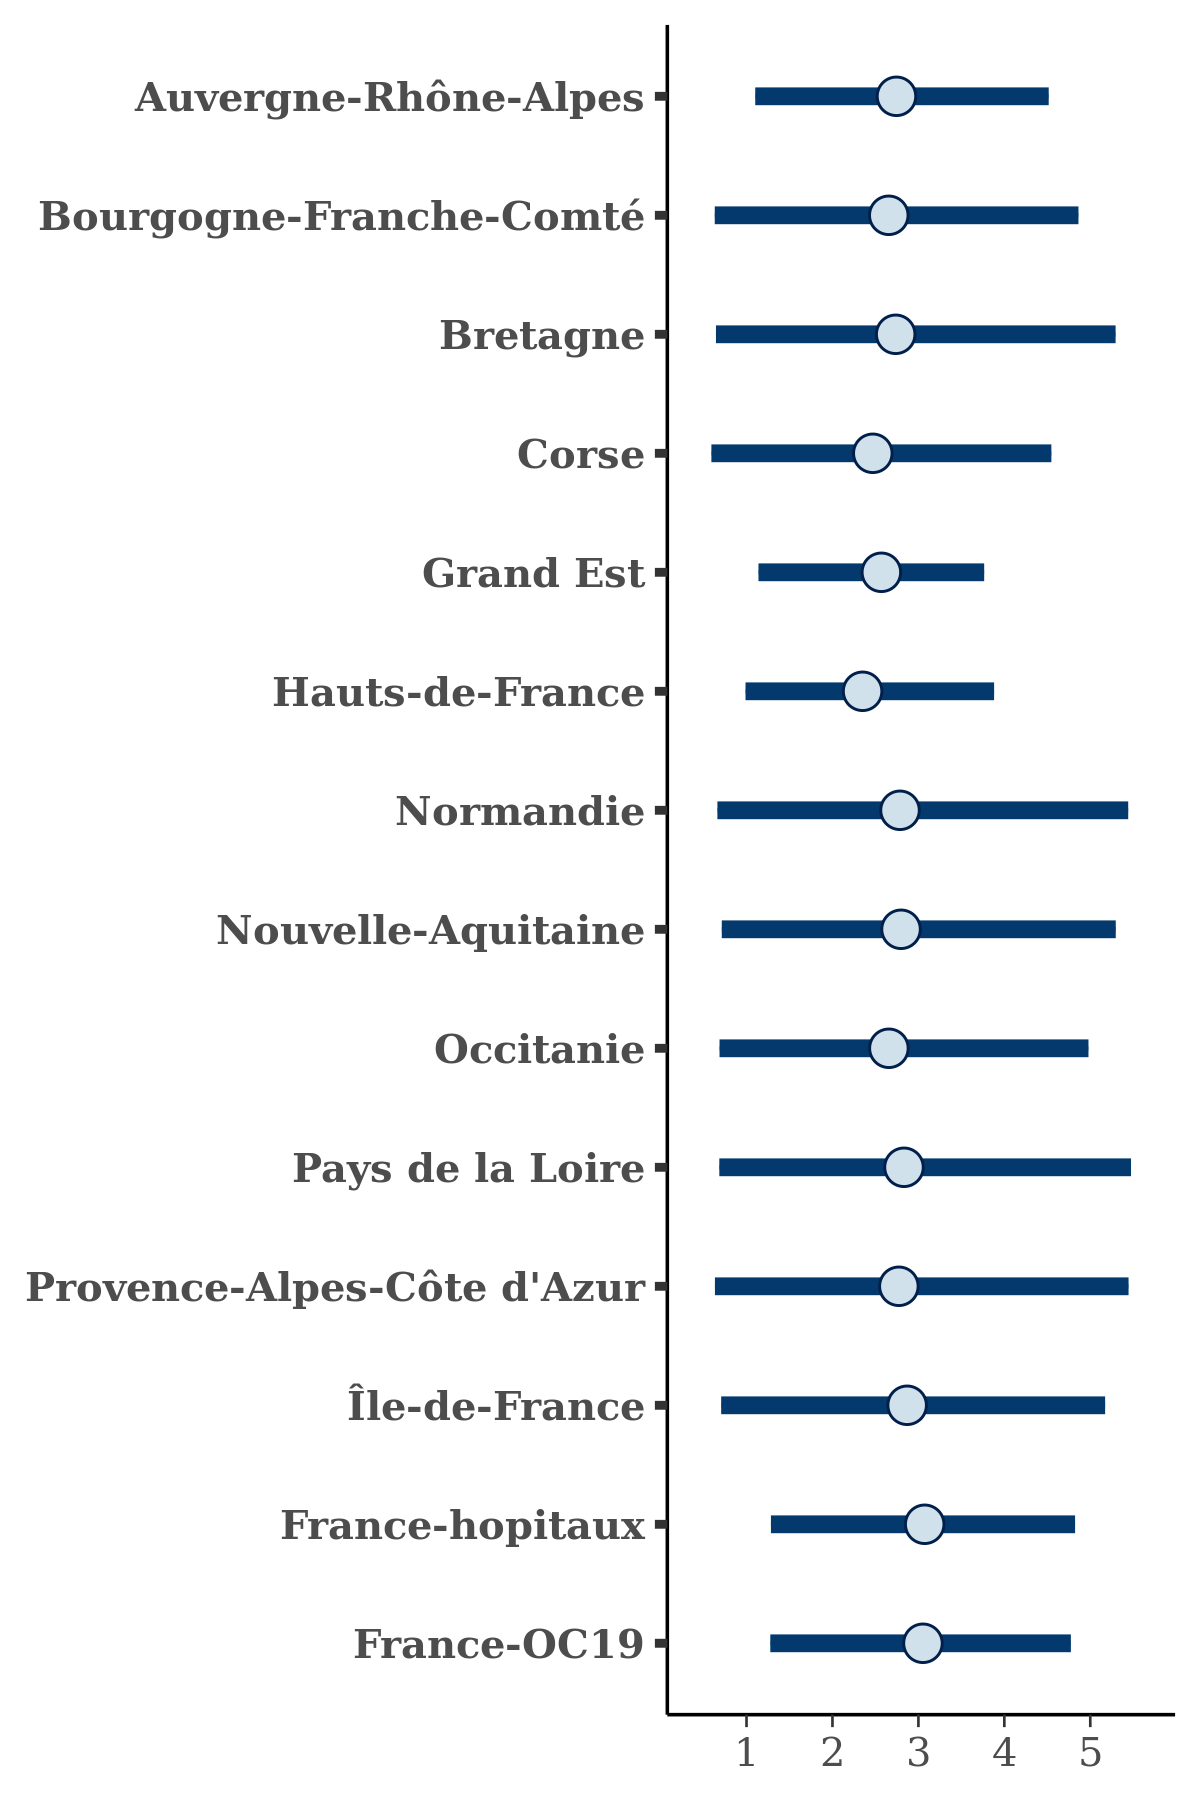 Auvergne-Rhône-Alpes
Bourgogne-Franche-Comté
Bretagne
Corse
Grand Est
Hauts-de-France
Normandie
Nouvelle-Aquitaine
Occitanie
Pays de la Loire
Provence-Alpes-Côte d'Azur
Île-de-France
France-hopitaux
France-OC19
1 2 3 4 5